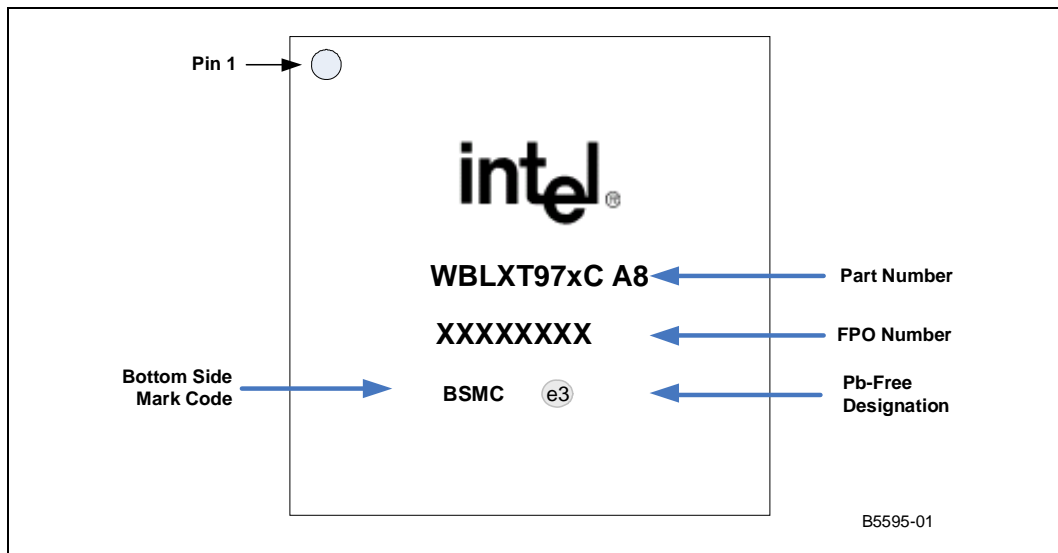 Pin 1
intel®
WBLXT97xC A8
Part Number
XXXXXXXX
FPO Number
Bottom Side
Mark Code
BSMC
e3
Pb-Free
Designation
B5595-01